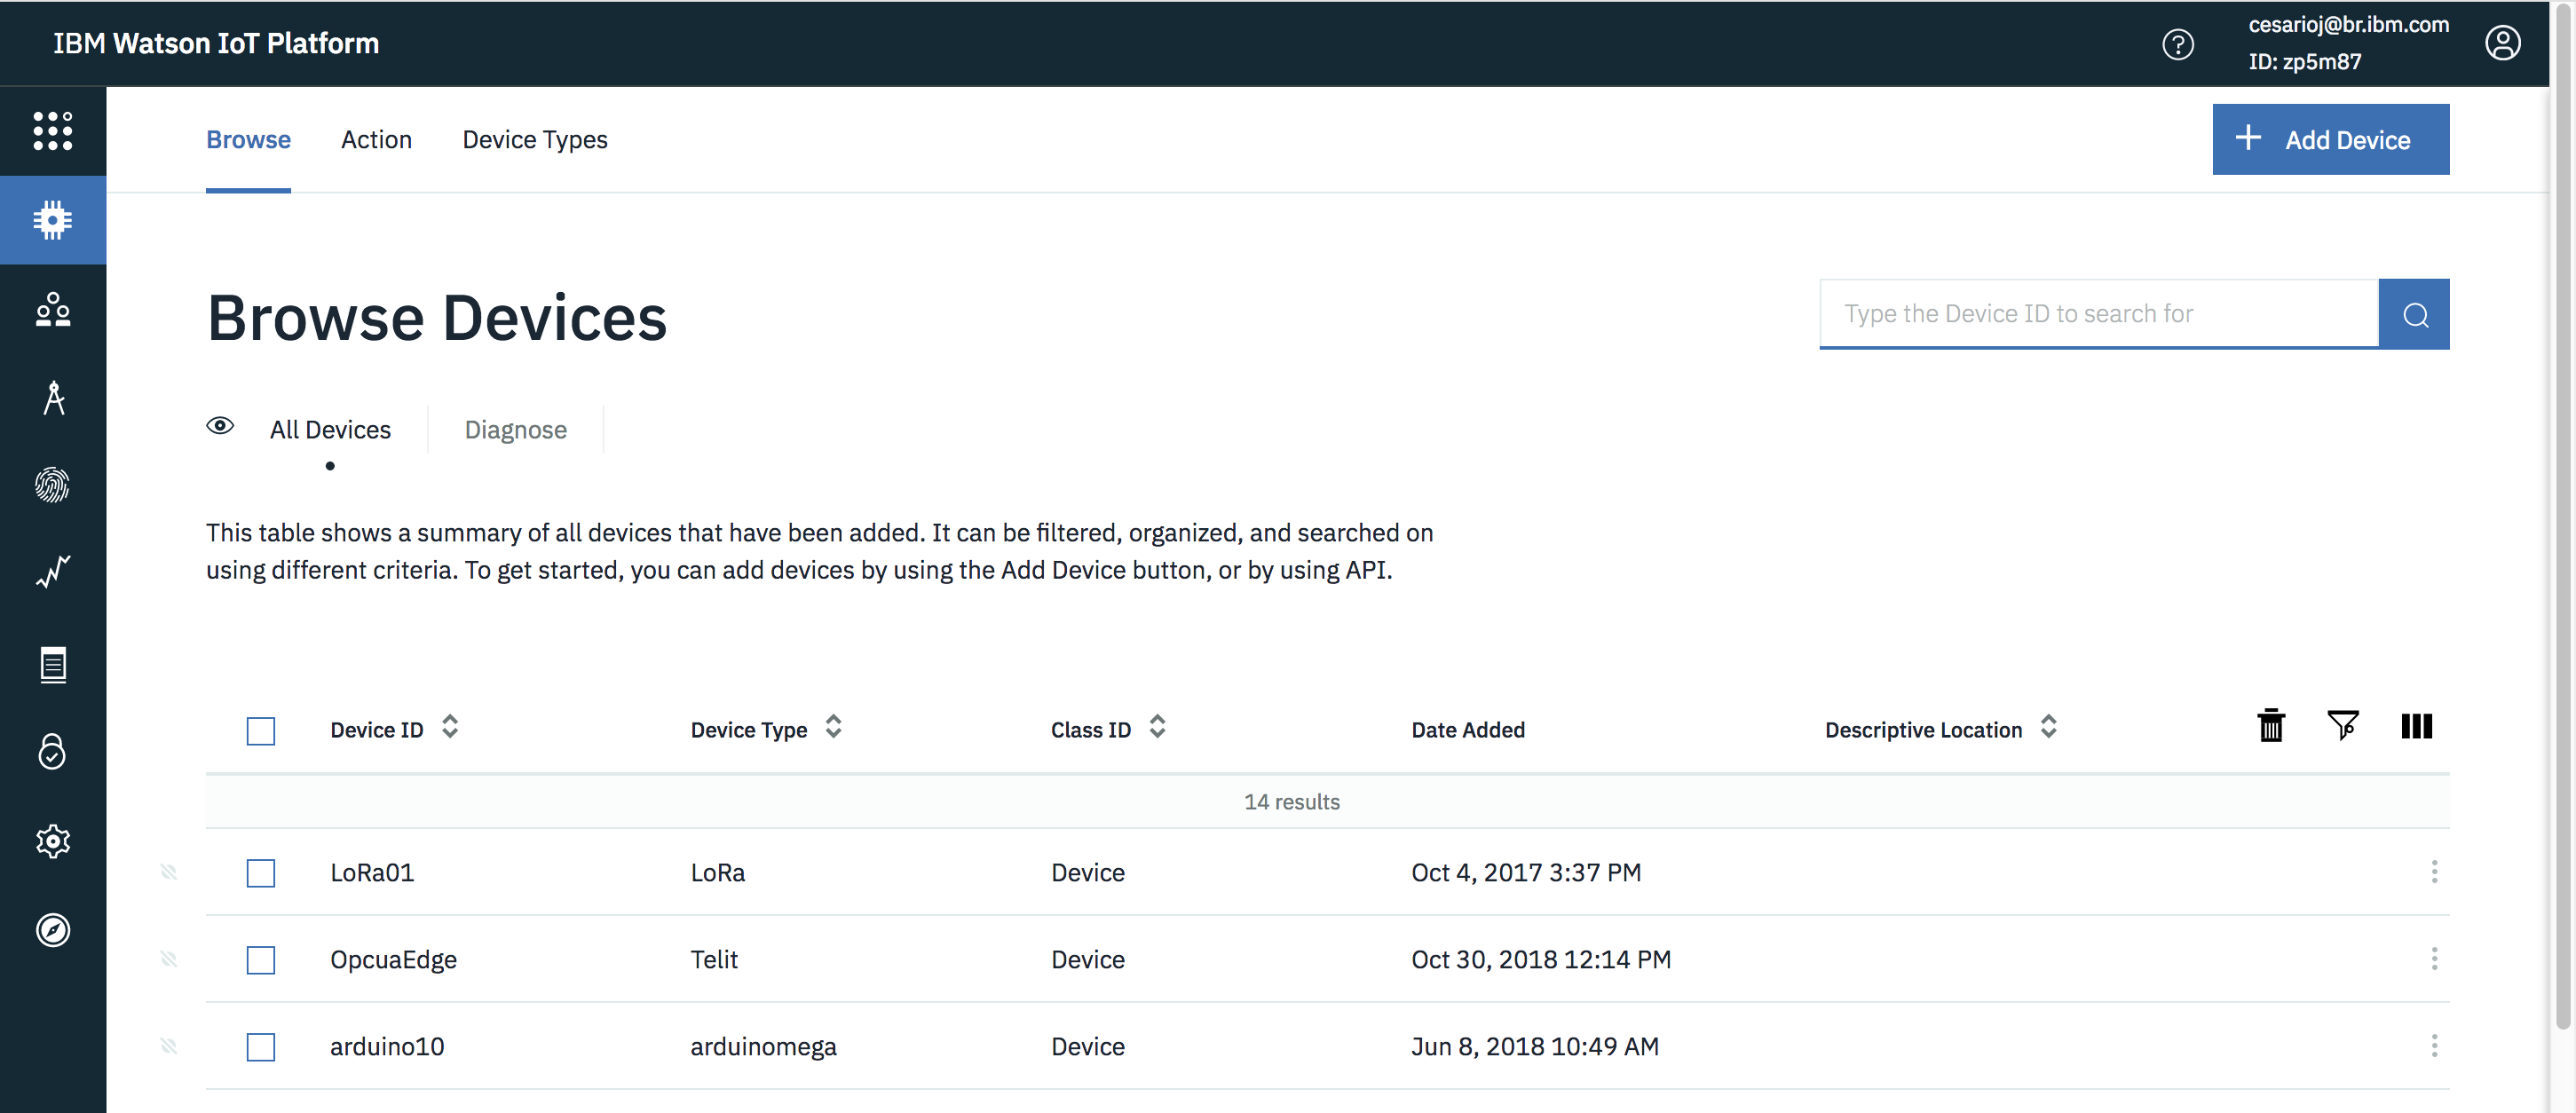 IBM Watson IoT Platform
?
cesarioj@br.ibm.com
ID: zp5m87
Browse Action Device Types
+ Add Device
Browse Devices
Type the Device ID to search for
All Devices Diagnose
This table shows a summary of all devices that have been added. It can be filtered, organized, and searched on
using different criteria. To get started, you can add devices by using the Add Device button, or by using API.
Device ID Device Type Class ID Date Added Descriptive Location
14 results
LoRa01 LoRa Device Oct 4, 2017 3:37 PM
OpcuaEdge Telit Device Oct 30, 2018 12:14 PM
arduino10 arduinomega Device Jun 8, 2018 10:49 AM